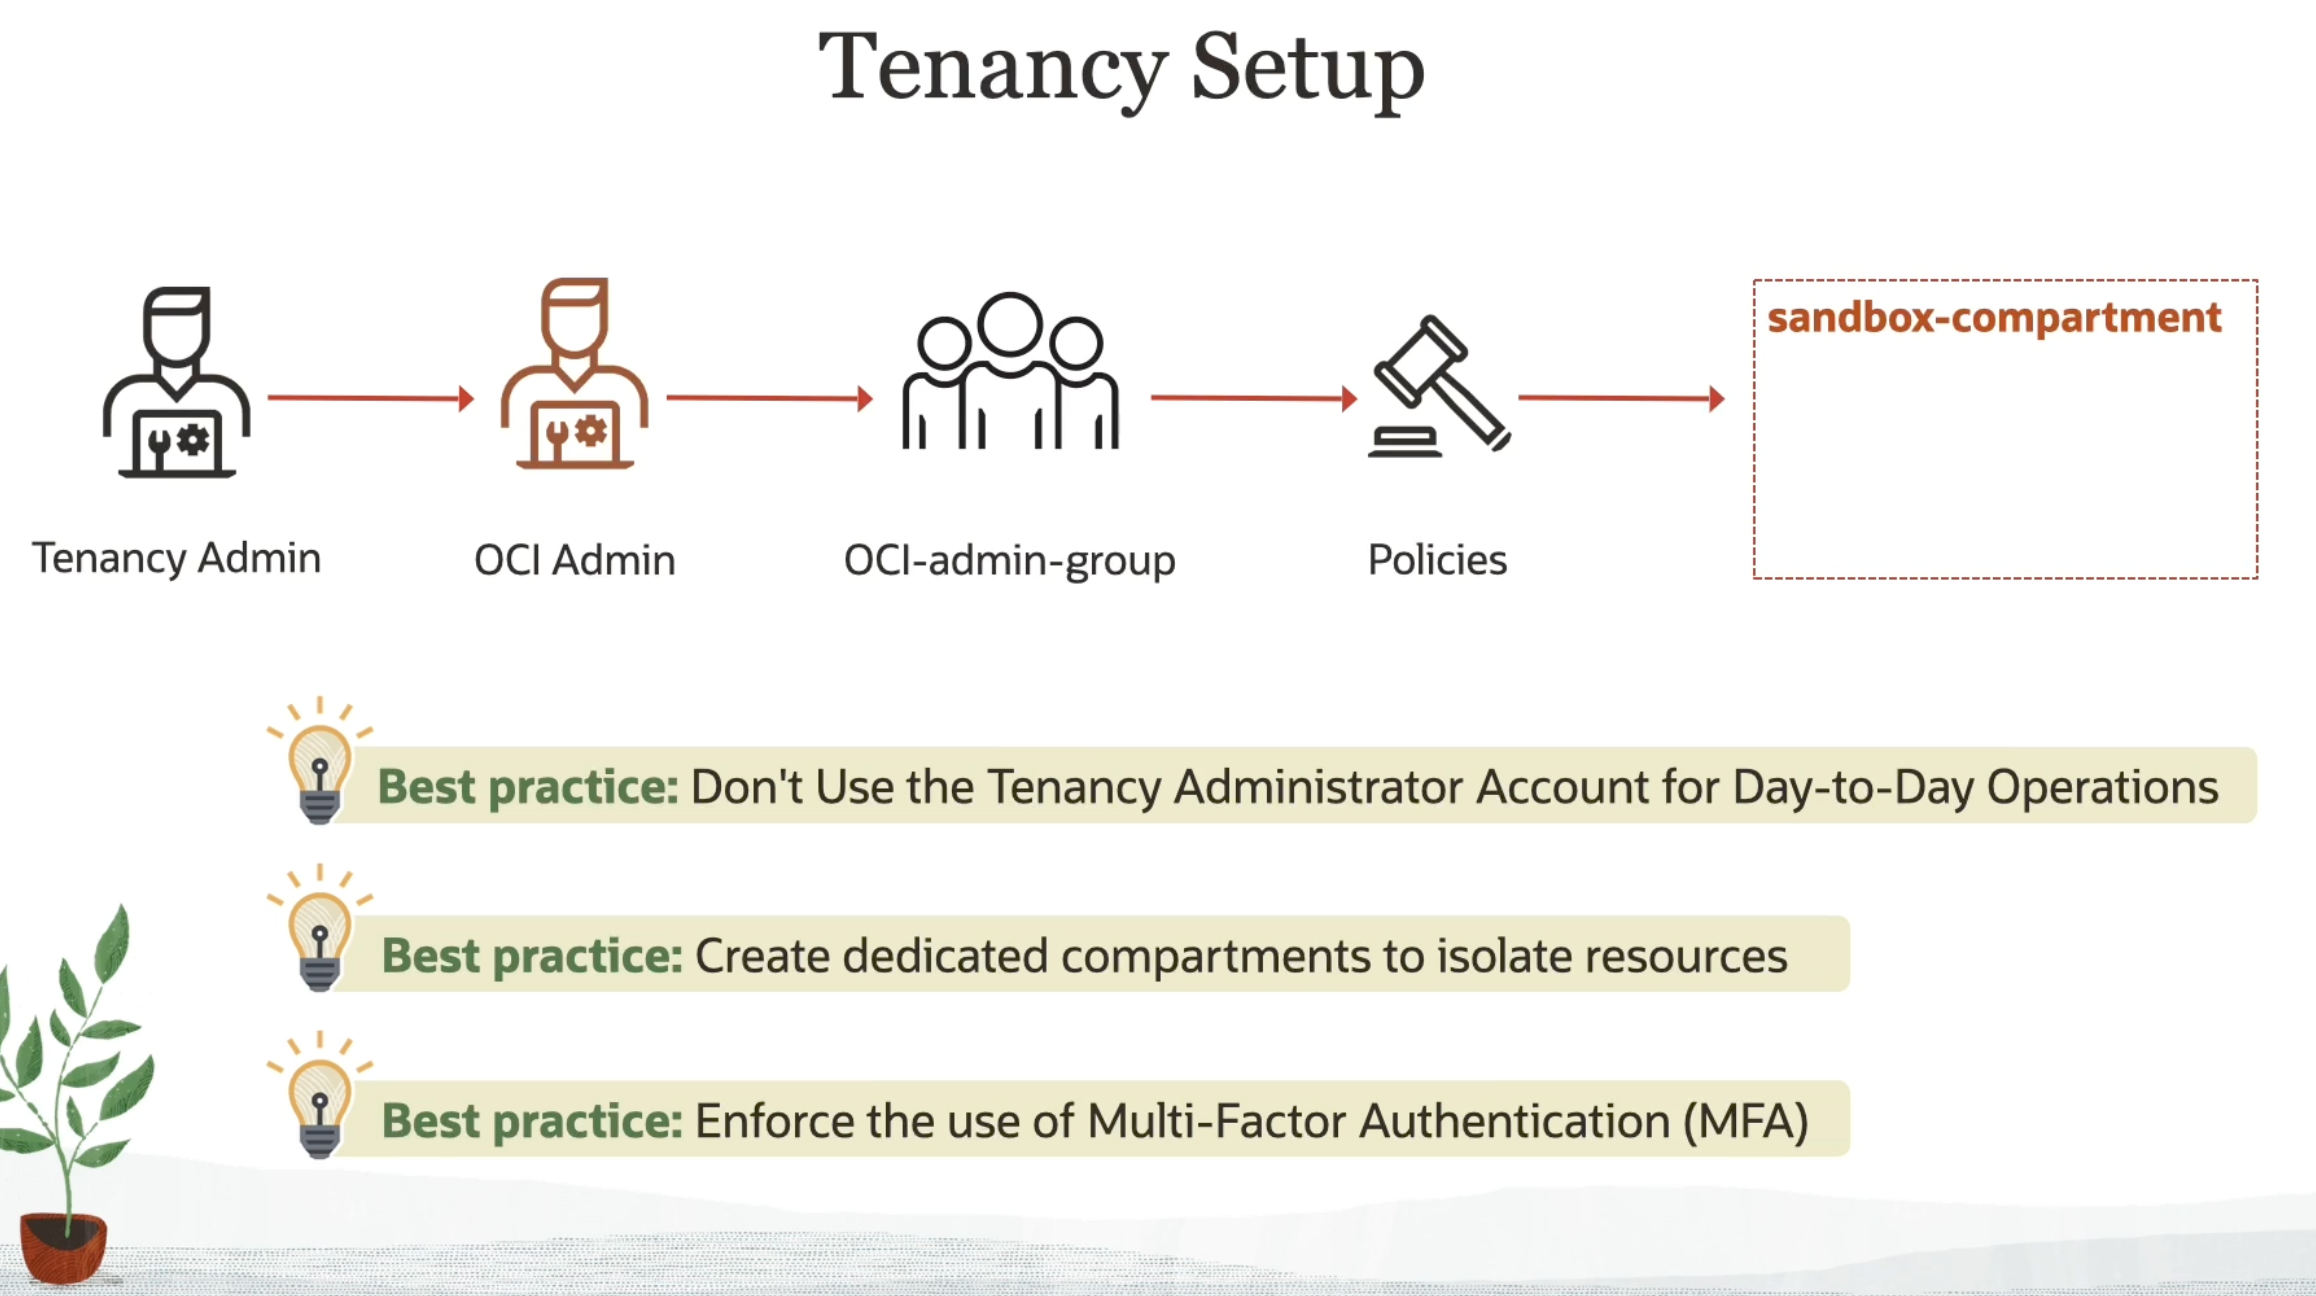 Tenancy Setup
sandbox-compartment
Tenancy Admin
OCI Admin
OCI-admin-group
Policies
Best practice: Don't Use the Tenancy Administrator Account for Day-to-Day Operations
Best practice: Create dedicated compartments to isolate resources
Best practice: Enforce the use of Multi-Factor Authentication (MFA)